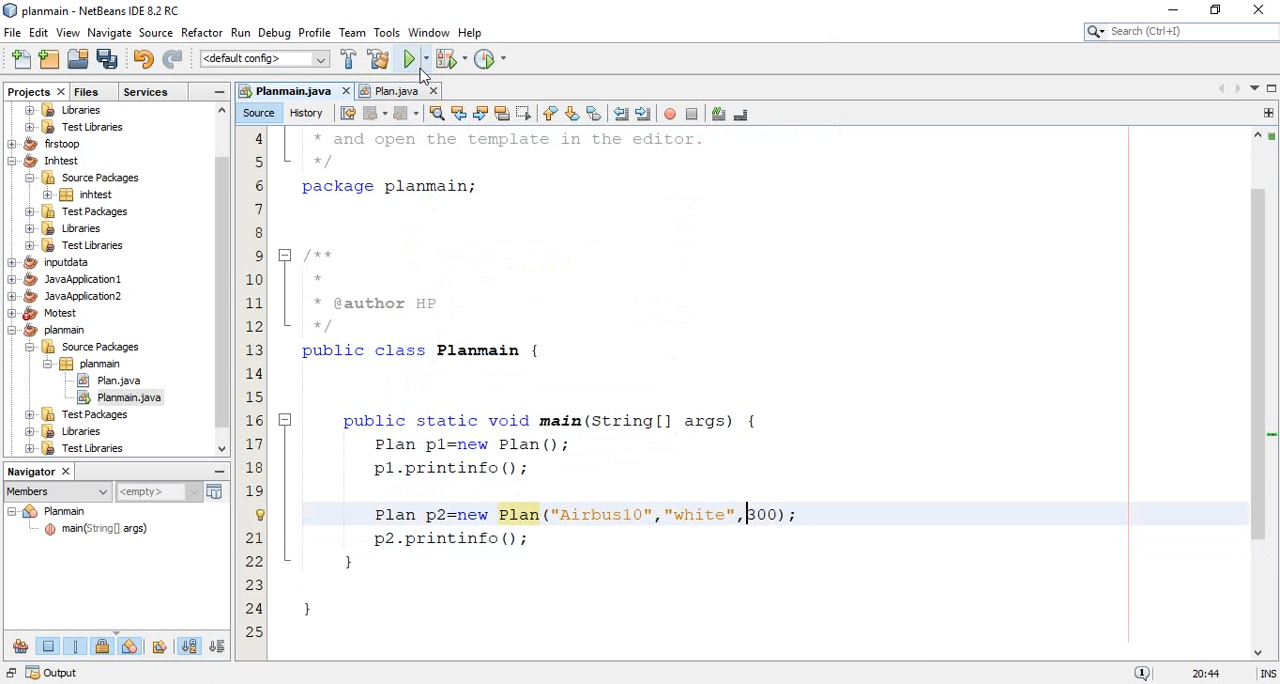 planmain - NetBeans IDE 8.2 RC
File Edit View Navigate Source Refactor Run Debug Profile Team Tools Window Help
Search (Ctrl+I)
<default config>
Projects Files Services
Planmain.java Plan.java
Source History
Libraries
Test Libraries
firstoop
Inhtest
Source Packages
inhtest
Test Packages
Libraries
Test Libraries
inputdata
JavaApplication1
JavaApplication2
Motest
planmain
Source Packages
planmain
Plan.java
Planmain.java
Test Packages
Libraries
Test Libraries
Navigator
Members <empty>
Planmain
main(String[] args)
4 * and open the template in the editor.
5 */
6 package planmain;
7
8
9 /**
10 *
11 * @author HP
12 */
13 public class Planmain {
14
15
16 public static void main(String[] args) {
17 Plan p1=new Plan();
18 p1.printinfo();
19
Plan p2=new Plan("Airbus10","white",300);
21 p2.printinfo();
22 }
23
24 }
25
Output
1
20:44 INS